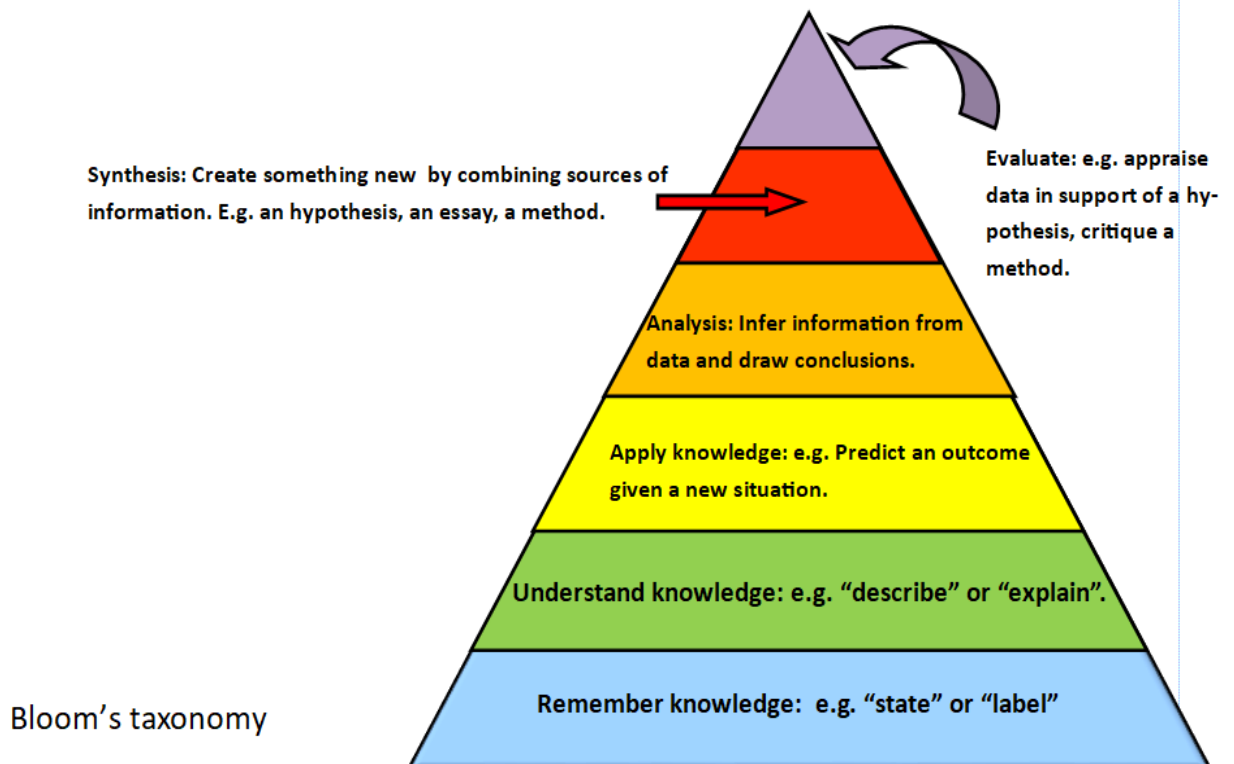 Synthesis: Create something new  by combining sources of
information. E.g. an hypothesis, an essay, a method.
Evaluate: e.g. appraise
data in support of a hy-
pothesis, critique a
method.
Analysis: Infer information from
data and draw conclusions.
Apply knowledge: e.g. Predict an outcome
given a new situation.
Understand knowledge: e.g. “describe” or “explain”.
Remember knowledge:  e.g. “state” or “label”
Bloom’s taxonomy